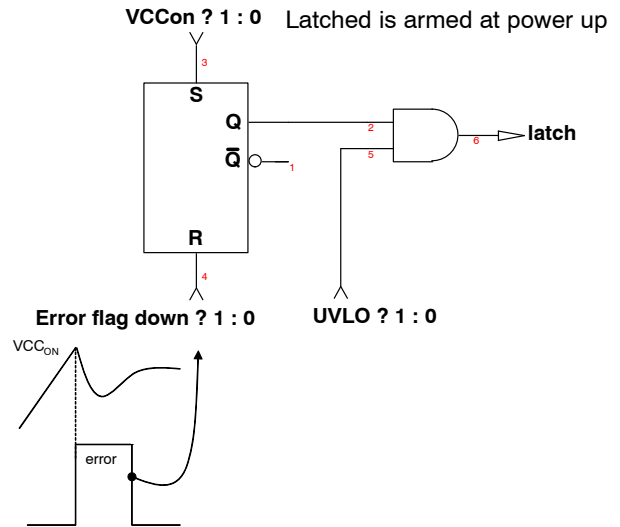 VCCon ? 1 : 0
Latched is armed at power up
3
S
Q
2
Q̅
1
5
6
latch
R
4
Error flag down ? 1 : 0
UVLO ? 1 : 0
VCCON
error